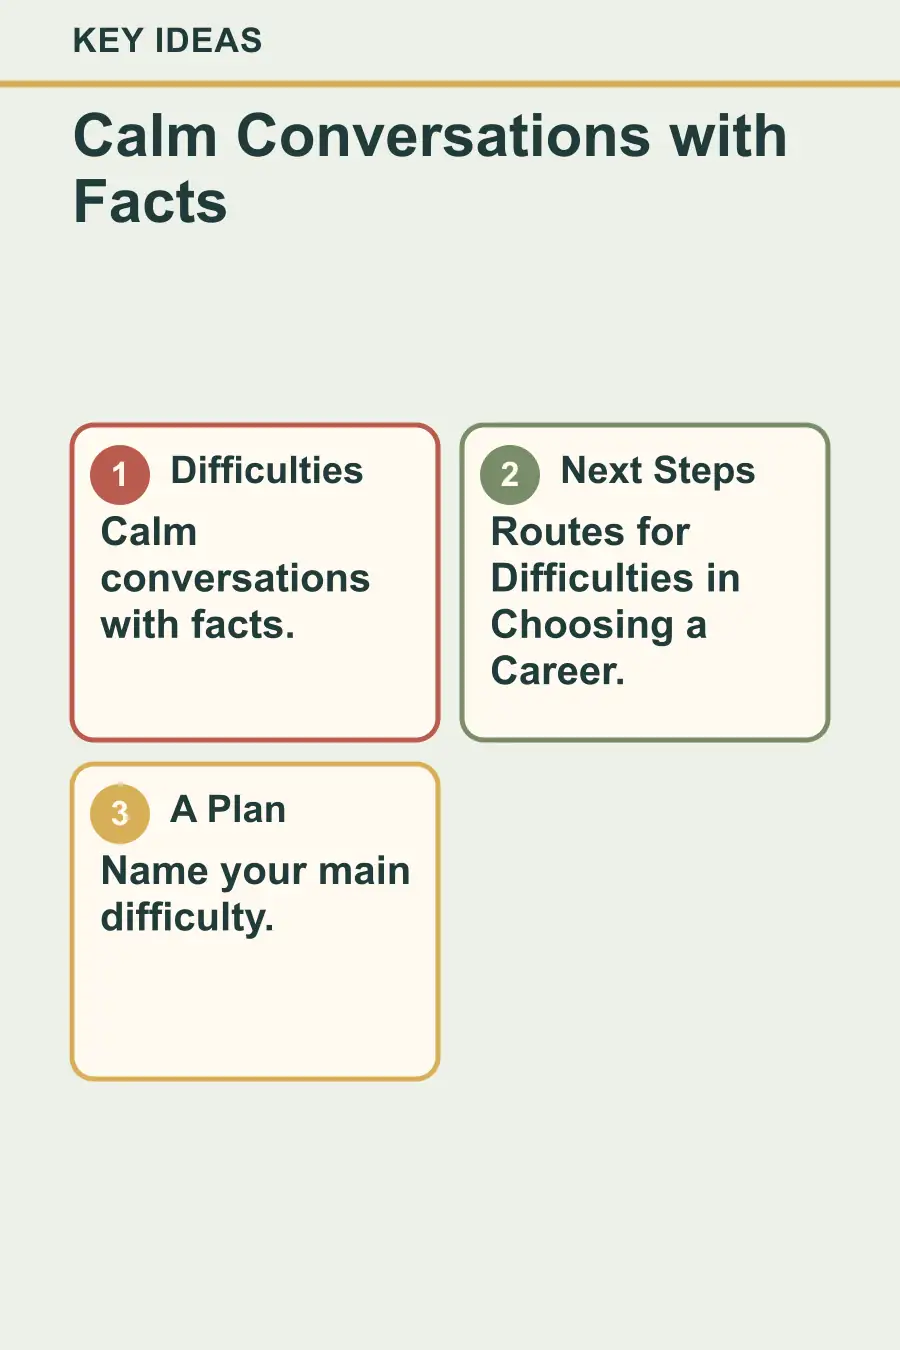 KEY IDEAS
Calm Conversations with
Facts
1 Difficulties
Calm
conversations
with facts.
2 Next Steps
Routes for
Difficulties in
Choosing a
Career.
3 A Plan
Name your main
difficulty.